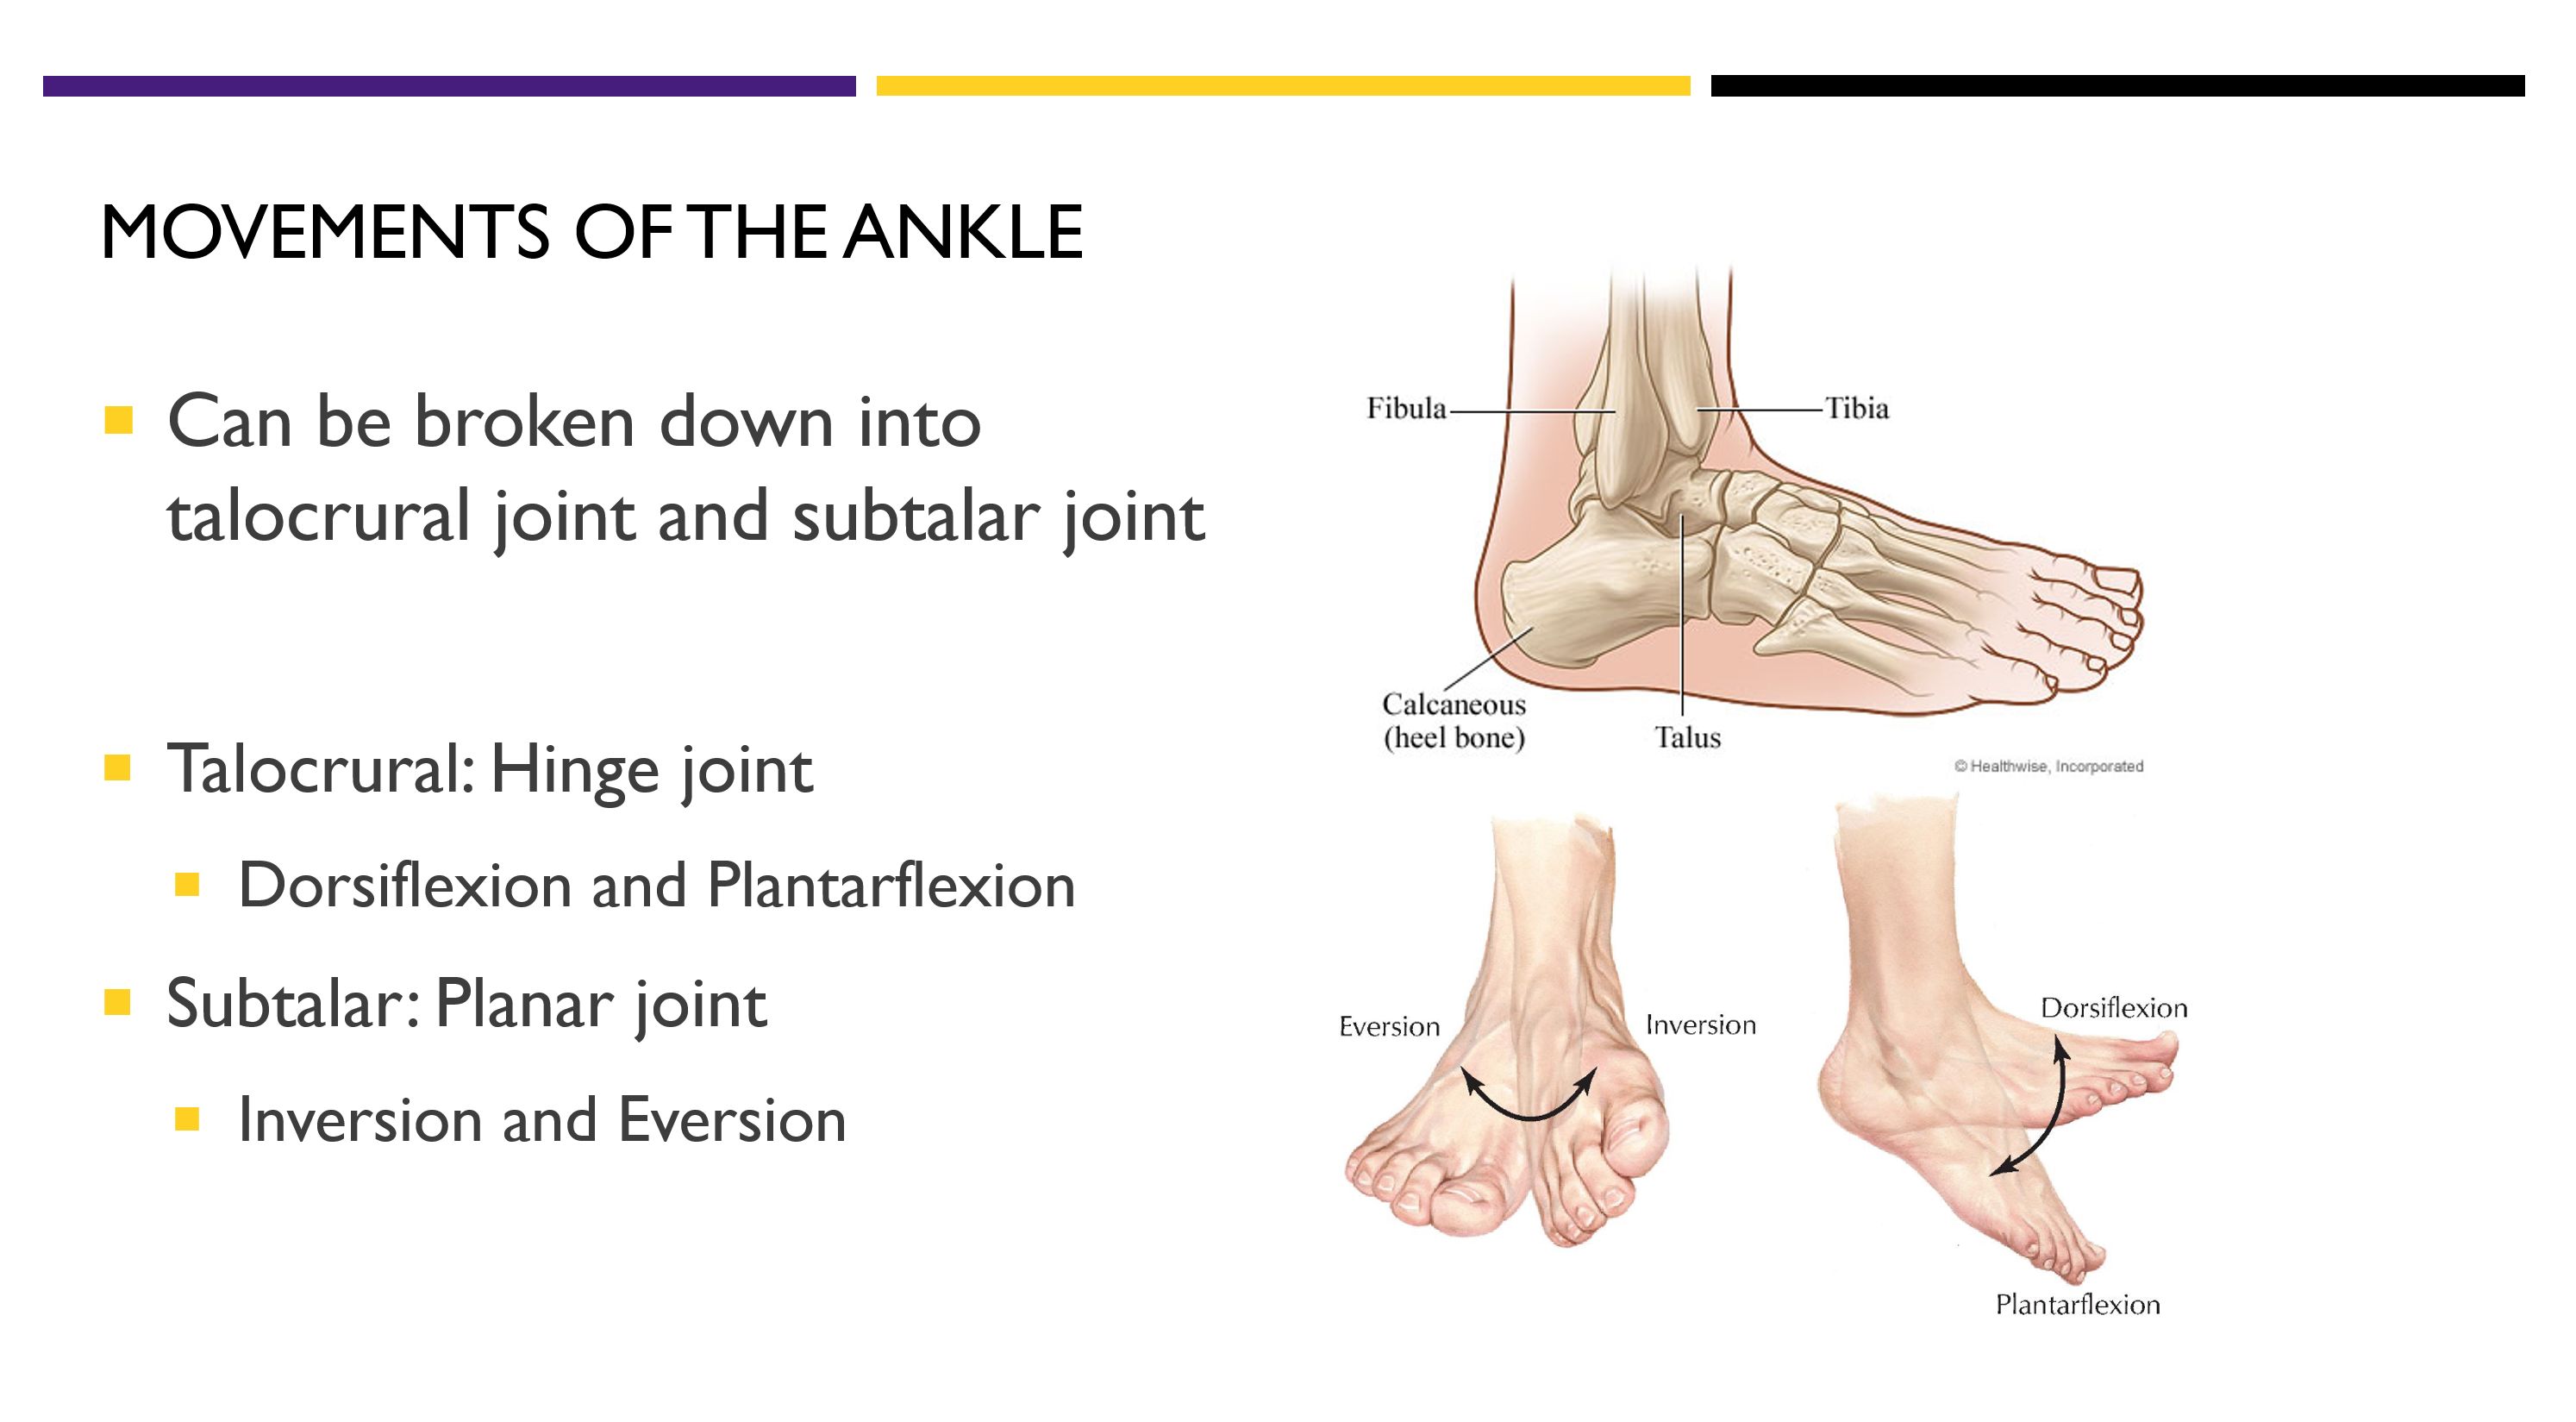 MOVEMENTS OF THE ANKLE
Can be broken down into
talocrural joint and subtalar joint
Talocrural: Hinge joint
Dorsiflexion and Plantarflexion
Subtalar: Planar joint
Inversion and Eversion
Fibula
Tibia
Calcaneous
(heel bone)
Talus
© Healthwise, Incorporated
Eversion
Inversion
Dorsiflexion
Plantarflexion